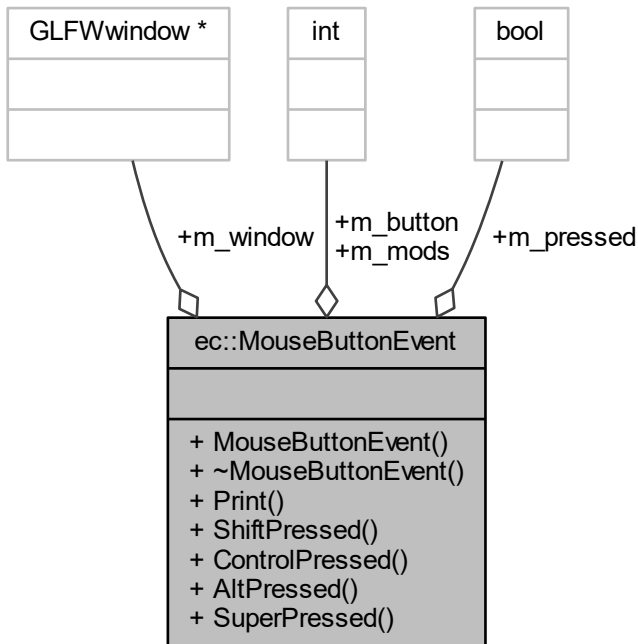 GLFWwindow *
int
bool
+m_window
+m_button
+m_mods
+m_pressed
ec::MouseButtonEvent
+ MouseButtonEvent()
+ ~MouseButtonEvent()
+ Print()
+ ShiftPressed()
+ ControlPressed()
+ AltPressed()
+ SuperPressed()